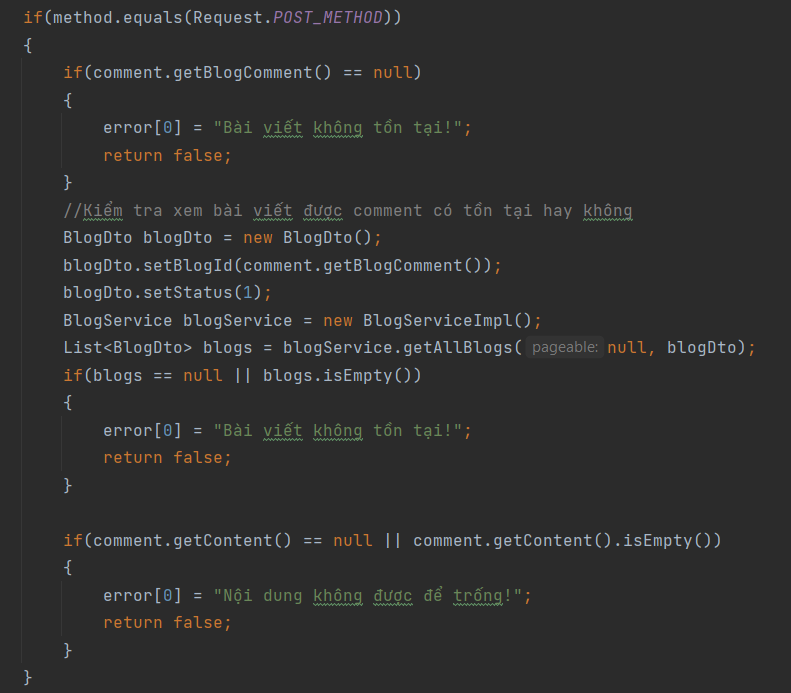 if(method.equals(Request.POST_METHOD))
{
if(comment.getBlogComment() == null)
{
error[0] = "Bài viết không tồn tại!";
return false;
}
//Kiểm tra xem bài viết được comment có tồn tại hay không
BlogDto blogDto = new BlogDto();
blogDto.setBlogId(comment.getBlogComment());
blogDto.setStatus(1);
BlogService blogService = new BlogServiceImpl();
List<BlogDto> blogs = blogService.getAllBlogs( pageable: null, blogDto);
if(blogs == null || blogs.isEmpty())
{
error[0] = "Bài viết không tồn tại!";
return false;
}
if(comment.getContent() == null || comment.getContent().isEmpty())
{
error[0] = "Nội dung không được để trống!";
return false;
}
}